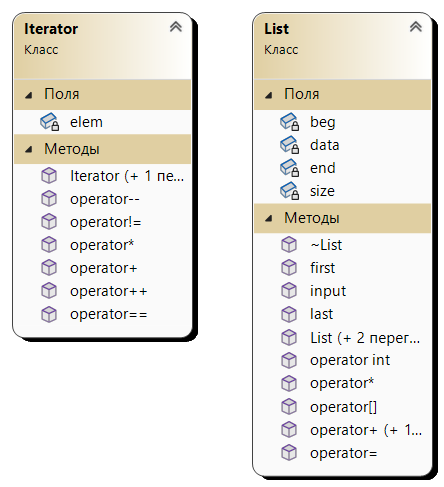 Iterator
Класс
Поля
elem
Методы
Iterator (+ 1 пе...
operator--
operator!=
operator*
operator+
operator++
operator==
List
Класс
Поля
beg
data
end
size
Методы
~List
first
input
last
List (+ 2 перег...
operator int
operator*
operator[]
operator+ (+ 1...
operator=